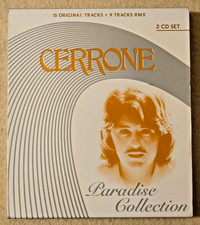 15 ORIGINAL TRACKS + 9 TRACKS RMX
2 CD SET
CERRONE
Paradise
Collection